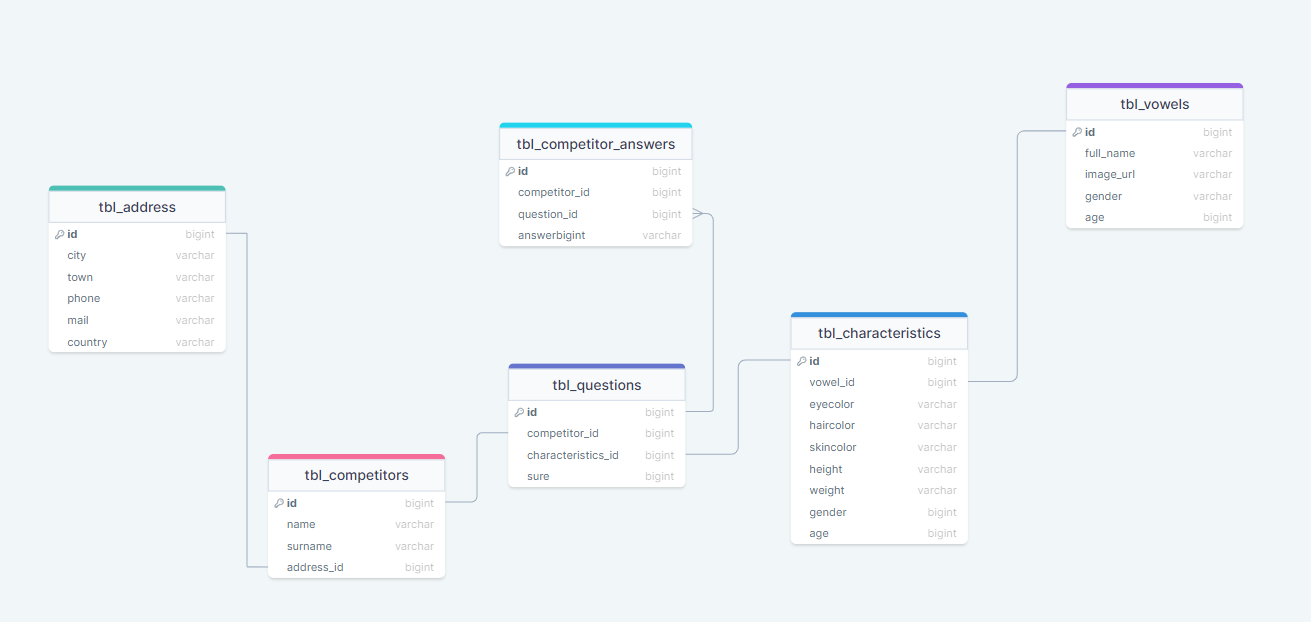 tbl_address
id bigint
city varchar
town varchar
phone varchar
mail varchar
country varchar
tbl_competitors
id bigint
name varchar
surname varchar
address_id bigint
tbl_competitor_answers
id bigint
competitor_id bigint
question_id bigint
answerbigint varchar
tbl_questions
id bigint
competitor_id bigint
characteristics_id bigint
sure bigint
tbl_characteristics
id bigint
vowel_id bigint
eyecolor varchar
haircolor varchar
skincolor varchar
height varchar
weight varchar
gender bigint
age bigint
tbl_vowels
id bigint
full_name varchar
image_url varchar
gender varchar
age bigint